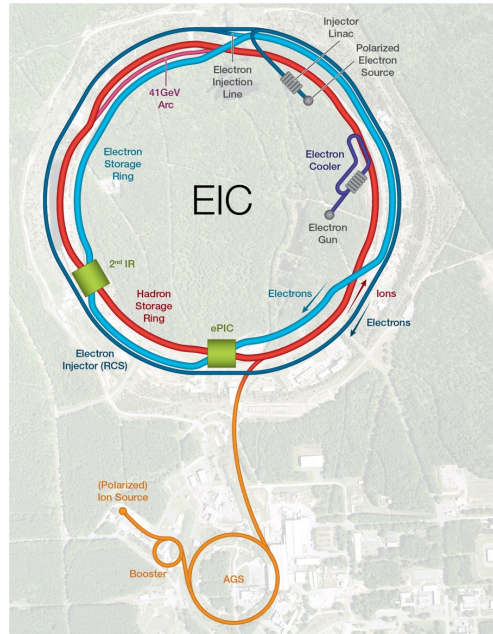 Injector
Linac
Polarized
Electron
Source
Electron
Injection
Line
41GeV
Arc
Electron
Storage
Ring
Electron
Cooler
EIC
Electron
Gun
2nd IR
Hadron
Storage
Ring
Electrons
Ions
ePIC
Electrons
Electron
Injector (RCS)
(Polarized)
Ion Source
Booster
AGS